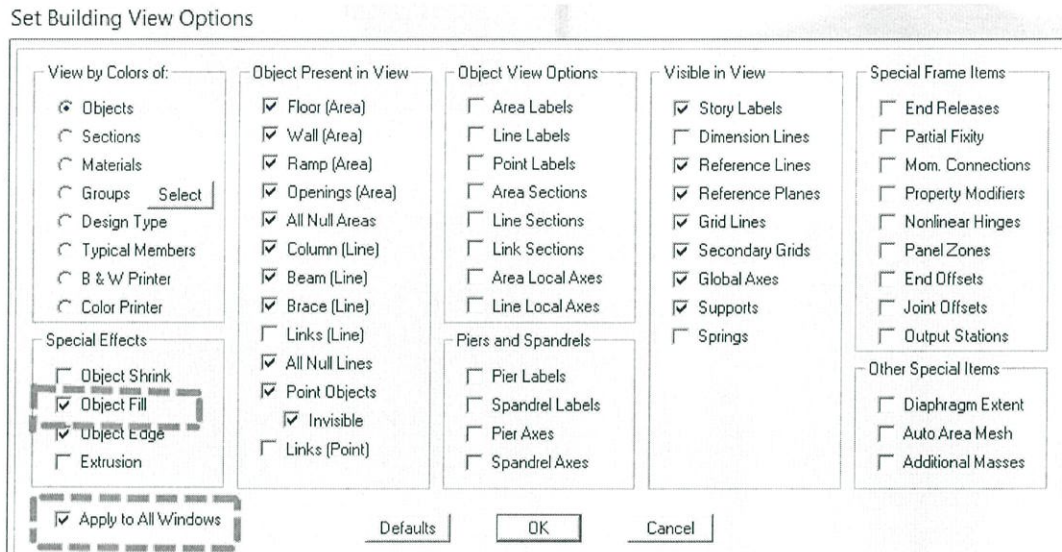 Set Building View Options
View by Colors of:
Objects
Sections
Materials
Groups
Select
Design Type
Typical Members
B & W Printer
Color Printer
Special Effects
Object Shrink
Object Fill
Object Edge
Extrusion
Apply to All Windows
Object Present in View
Floor (Area)
Wall (Area)
Ramp (Area)
Openings (Area)
All Null Areas
Column (Line)
Beam (Line)
Brace (Line)
Links (Line)
All Null Lines
Point Objects
Invisible
Links (Point)
Object View Options
Area Labels
Line Labels
Point Labels
Area Sections
Line Sections
Link Sections
Area Local Axes
Line Local Axes
Piers and Spandrels
Pier Labels
Spandrel Labels
Pier Axes
Spandrel Axes
Visible in View
Story Labels
Dimension Lines
Reference Lines
Reference Planes
Grid Lines
Secondary Grids
Global Axes
Supports
Springs
Special Frame Items
End Releases
Partial Fixity
Mom. Connections
Property Modifiers
Nonlinear Hinges
Panel Zones
End Offsets
Joint Offsets
Output Stations
Other Special Items
Diaphragm Extent
Auto Area Mesh
Additional Masses
Defaults
OK
Cancel